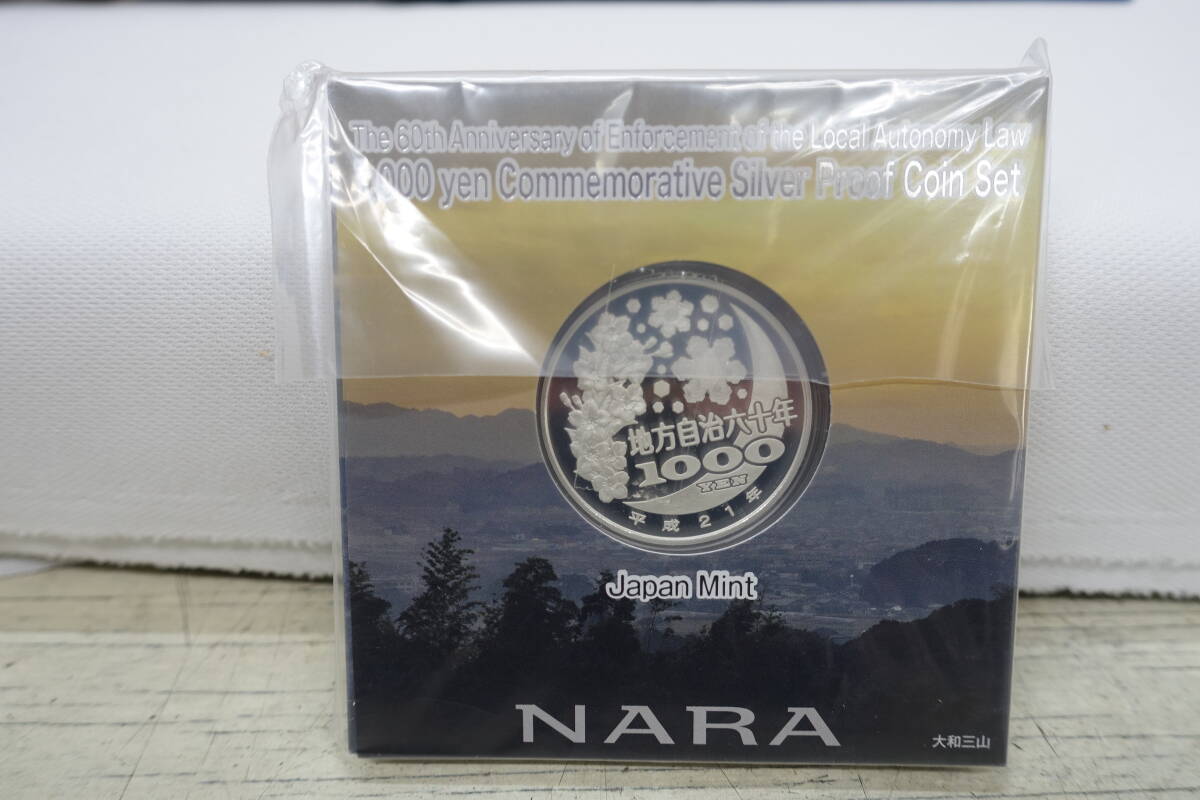 The 60th Anniversary of Enforcement of the Local Autonomy Law
1000 yen Commemorative Silver Proof Coin Set
地方自治六十年
1000
YEN
平成21年
Japan Mint
NARA
大和三山